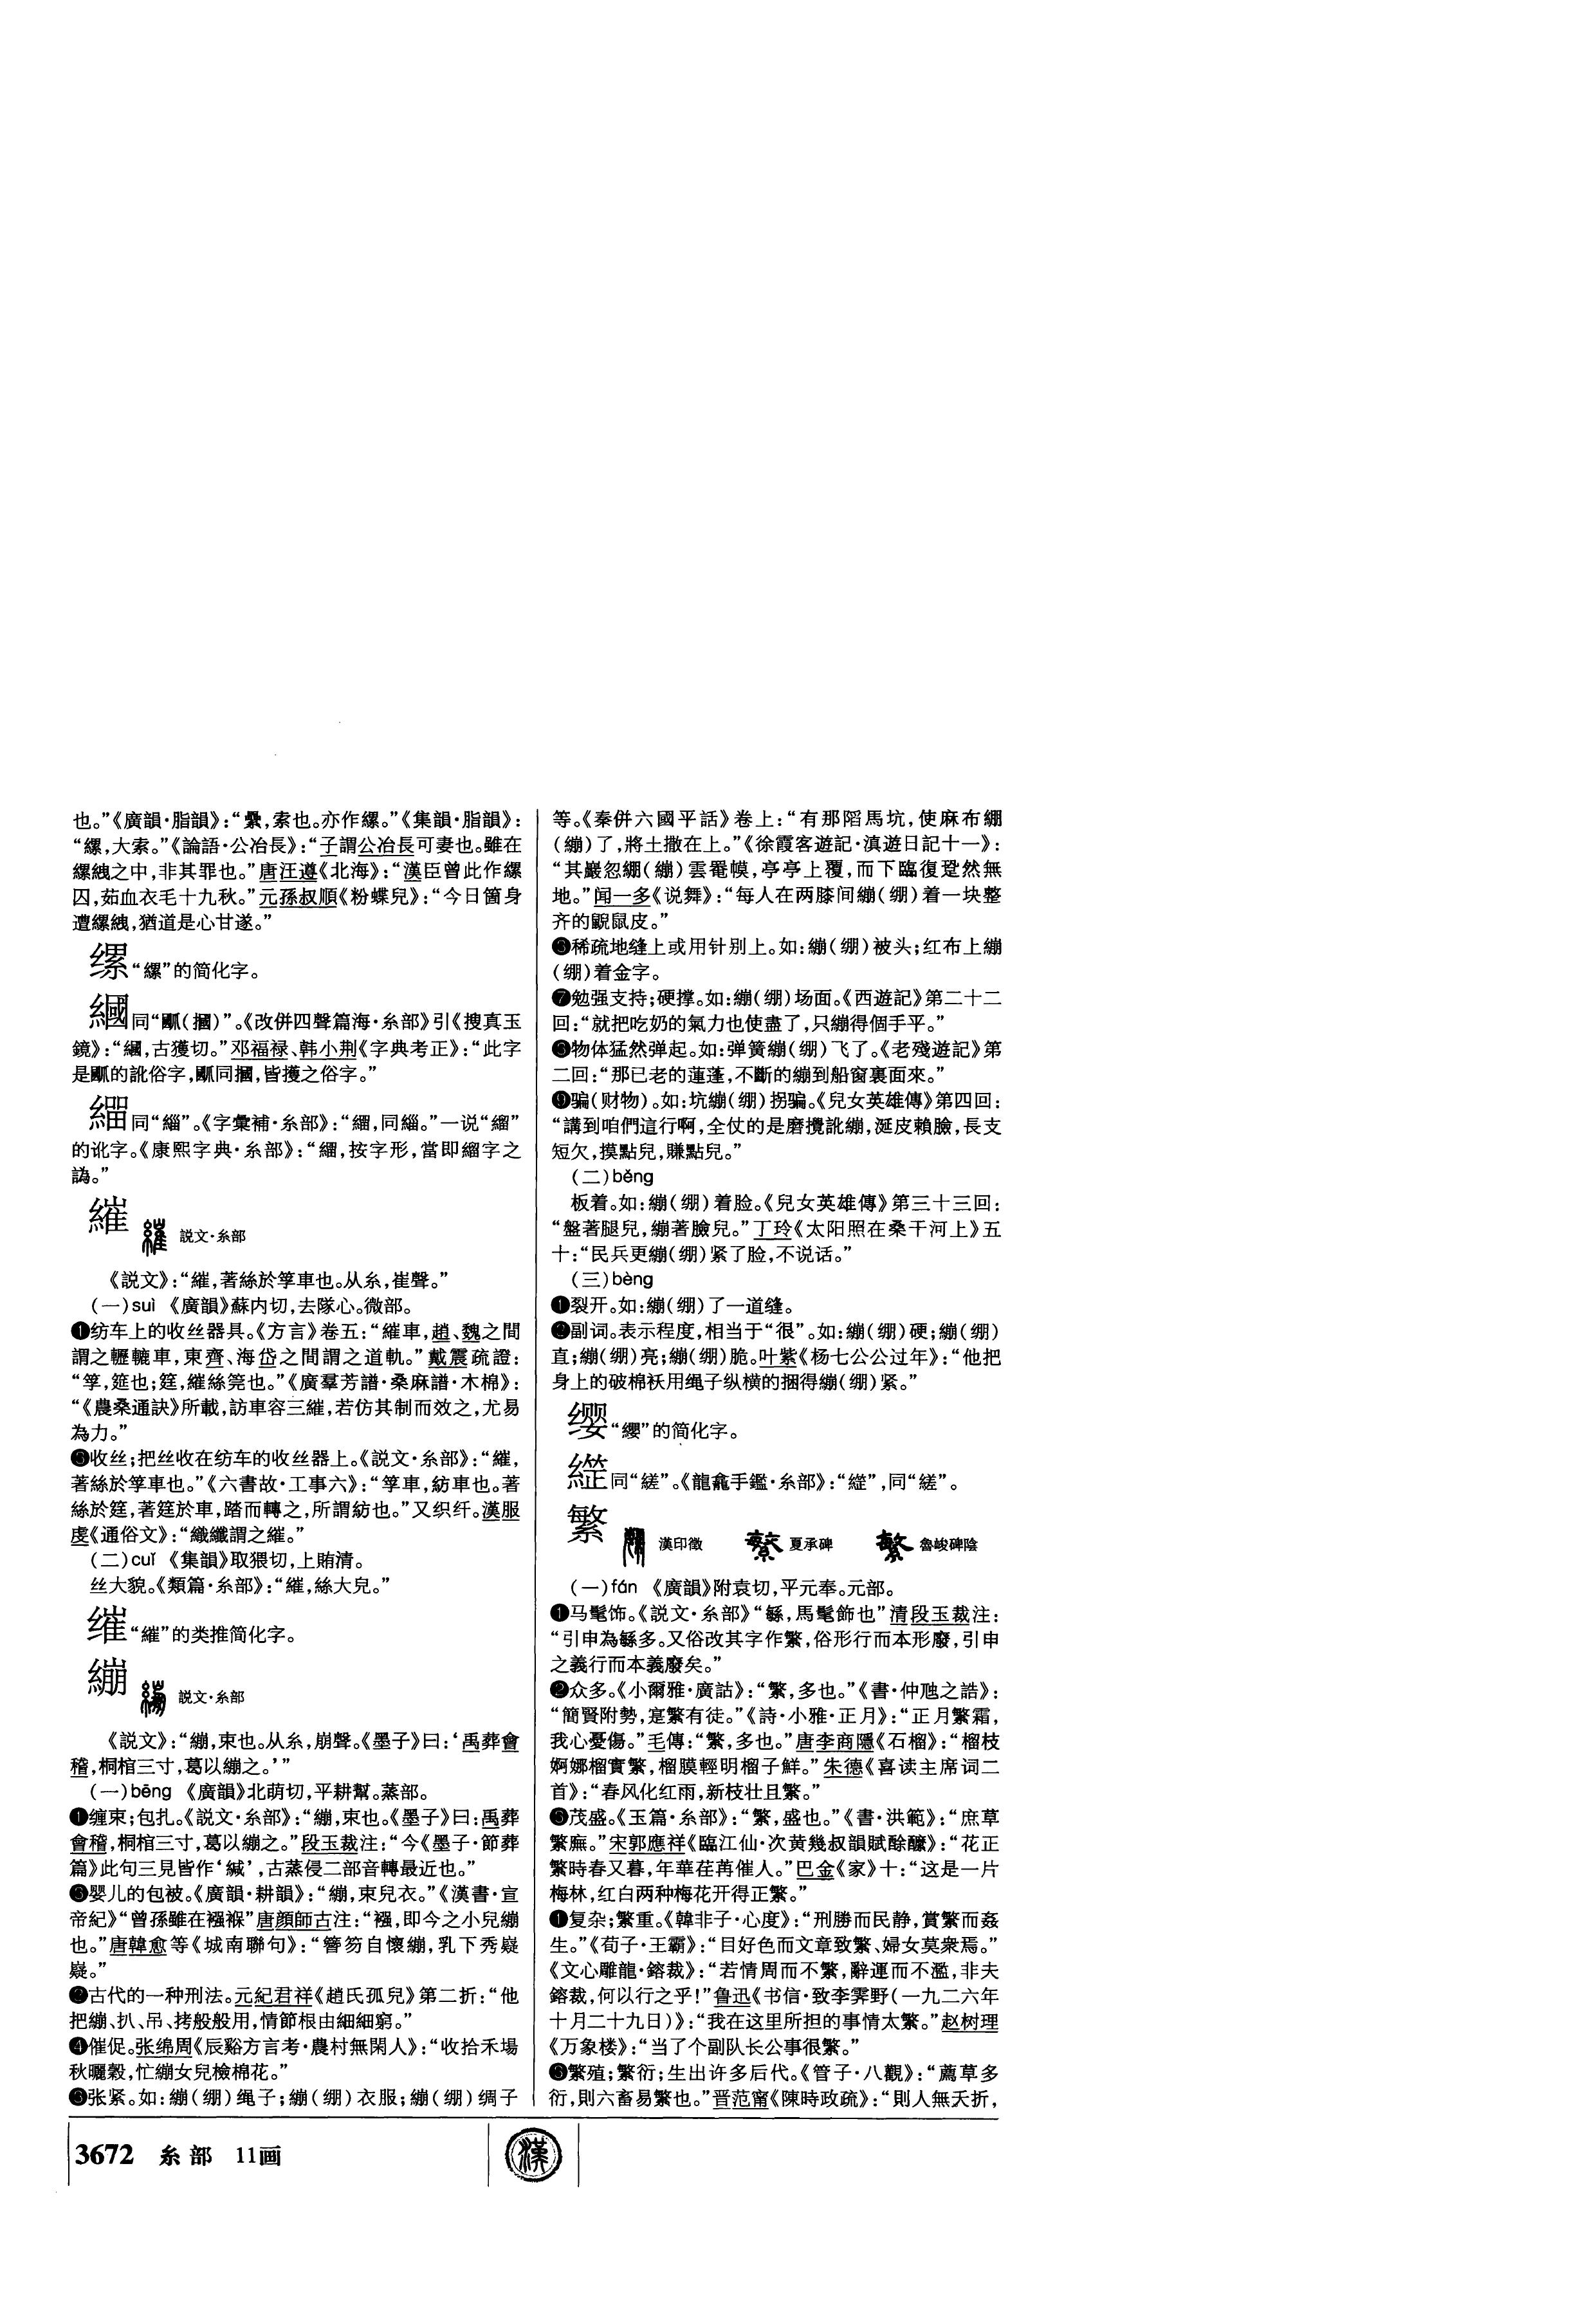 也。”《廣韻·脂韻》：“纍，索也。亦作縲。”《集韻·脂韻》：
“縲，大索。”《論語·公冶長》：“子謂公冶長可妻也。雖在
縲絏之中，非其罪也。”唐汪遵《北海》：“漢臣曾此作縲
囚，茹血衣毛十九秋。”元孫叔順《粉蝶兒》：“今日箇身
遭縲絏，猶道是心甘遂。”
缧“縲”的简化字。
同“𠜾（摑）”。《改併四聲篇海·糸部》引《搜真玉
鏡》：“，古獲切。”邓福禄、韩小荆《字典考正》：“此字
是的訛俗字，同摑，皆擭之俗字。”
同“緇”。《字彙補·糸部》：“，同緇。”一说“縚”
的讹字。《康熙字典·糸部》：“，按字形，當即字之
譌。”
繀 説文·糸部
《説文》：“繀，著絲於筟車也。从糸，崔聲。”
（一）suì 《廣韻》蘇内切，去隊心。微部。
❶纺车上的收丝器具。《方言》卷五：“繀車，趙、魏之間
謂之轣轆車，東齊、海岱之間謂之道軌。”戴震疏證：
“筟，筳也；筳，繀絲筦也。”《廣羣芳譜·桑麻譜·木棉》：
“《農桑通訣》所載，訪車容三繀，若仿其制而效之，尤易
為力。”
❷收丝；把丝收在纺车的收丝器上。《説文·糸部》：“繀，
著絲於筟車也。”《六書故·工事六》：“筟車，紡車也。著
絲於筳，著筳於車，踏而轉之，所謂紡也。”又织纤。漢服
虔《通俗文》：“織纖謂之繀。”
（二）cuǐ 《集韻》取猥切，上賄清。
丝大貌。《類篇·糸部》：“繀，絲大皃。”
“繀”的类推简化字。
繃 説文·糸部
《説文》：“繃，束也。从糸，崩聲。《墨子》曰：‘禹葬會
稽，桐棺三寸，葛以繃之。’”
（一）bēng 《廣韻》北萌切，平耕幫。蒸部。
❶缠束；包扎。《説文·糸部》：“繃，束也。《墨子》曰：禹葬
會稽，桐棺三寸，葛以繃之。”段玉裁注：“今《墨子·節葬
篇》此句三見皆作‘緘’，古蒸侵二部音轉最近也。”
❷婴儿的包被。《廣韻·耕韻》：“繃，束兒衣。”《漢書·宣
帝紀》“曾孫雖在襁褓”唐顔師古注：“襁，即今之小兒繃
也。”唐韓愈等《城南聯句》：“簪笏自懷繃，乳下秀嶷
嶷。”
❸古代的一种刑法。元紀君祥《趙氏孤兒》第二折：“他
把繃、扒、吊、拷般般用，情節根由細細窮。”
❹催促。张绵周《辰谿方言考·農村無閑人》：“收拾禾場
秋曬穀，忙繃女兒檢棉花。”
❺张紧。如：繃（绷）绳子；繃（绷）衣服；繃（绷）绸子
等。《秦併六國平話》卷上：“有那陷馬坑，使麻布綳
（繃）了，將土撒在上。”《徐霞客遊記·滇遊日記十一》：
“其巖忽綳（繃）雲罨幙，亭亭上覆，而下臨復跫然無
地。”闻一多《说舞》：“每人在两膝间繃（绷）着一块整
齐的鼰鼠皮。”
❻稀疏地缝上或用针别上。如：繃（绷）被头；红布上繃
（绷）着金字。
❼勉强支持；硬撑。如：繃（绷）场面。《西遊記》第二十二
回：“就把吃奶的氣力也使盡了，只繃得個手平。”
❽物体猛然弹起。如：弹簧繃（绷）飞了。《老殘遊記》第
二回：“那已老的蓮蓬，不斷的繃到船窗裏面來。”
❾骗（财物）。如：坑繃（绷）拐骗。《兒女英雄傳》第四回：
“講到咱們這行啊，全仗的是磨攪訛繃，涎皮賴臉，長支
短欠，摸點兒，賺點兒。”
（二）běng
板着。如：繃（绷）着脸。《兒女英雄傳》第三十三回：
“盤著腿兒，繃著臉兒。”丁玲《太阳照在桑干河上》五
十：“民兵更繃（绷）紧了脸，不说话。”
（三）bèng
❶裂开。如：繃（绷）了一道缝。
❷副词。表示程度，相当于“很”。如：繃（绷）硬；繃（绷）
直；繃（绷）亮；繃（绷）脆。叶紫《杨七公公过年》：“他把
身上的破棉袄用绳子纵横的捆得繃（绷）紧。”
缨“纓”的简化字。
同“縒”。《龍龕手鑑·糸部》：“”，同“縒”。
繁 漢印徵 夏承碑 魯峻碑陰
（一）fán 《廣韻》附袁切，平元奉。元部。
❶马髦饰。《説文·糸部》“緐，馬髦飾也”清段玉裁注：
“引申為緐多。又俗改其字作繁，俗形行而本形廢，引申
之義行而本義廢矣。”
❷众多。《小爾雅·廣詁》：“繁，多也。”《書·仲虺之誥》：
“簡賢附勢，寔繁有徒。”《詩·小雅·正月》：“正月繁霜，
我心憂傷。”毛傳：“繁，多也。”唐李商隱《石榴》：“榴枝
婀娜榴實繁，榴膜輕明榴子鮮。”朱德《喜读主席词二
首》：“春风化红雨，新枝壮且繁。”
❸茂盛。《玉篇·糸部》：“繁，盛也。”《書·洪範》：“庶草
繁廡。”宋郭應祥《臨江仙·次黄幾叔韻賦酴醾》：“花正
繁時春又暮，年華荏苒催人。”巴金《家》十：“这是一片
梅林，红白两种梅花开得正繁。”
❹复杂；繁重。《韓非子·心度》：“刑勝而民静，賞繁而姦
生。”《荀子·王霸》：“目好色而文章致繁、婦女莫衆焉。”
《文心雕龍·鎔裁》：“若情周而不繁，辭運而不濫，非夫
鎔裁，何以行之乎！”鲁迅《书信·致李霁野（一九二六年
十月二十九日）》：“我在这里所担的事情太繁。”赵树理
《万象楼》：“当了个副队长公事很繁。”
❺繁殖；繁衍；生出许多后代。《管子·八觀》：“薦草多
衍，則六畜易繁也。”晋范甯《陳時政疏》：“則人無夭折，
3672 糸部 11画
漢